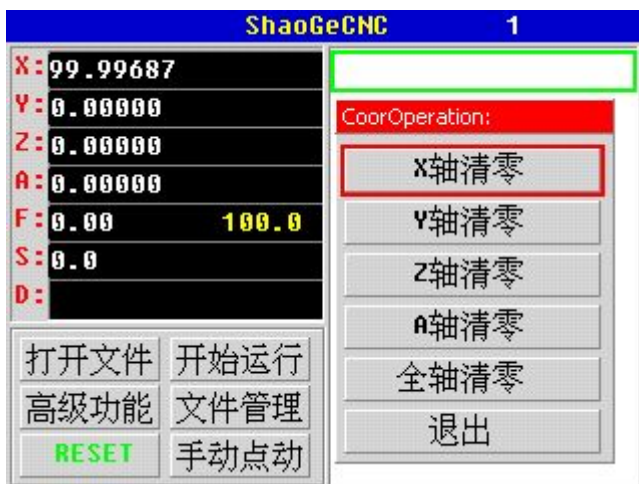 ShaoGeCNC 1
X:99.99687
Y:0.00000
Z:0.00000
A:0.00000
F:0.00 100.0
S:0.0
D:
打开文件 开始运行
高级功能 文件管理
RESET 手动点动
CoorOperation:
X轴清零
Y轴清零
Z轴清零
A轴清零
全轴清零
退出